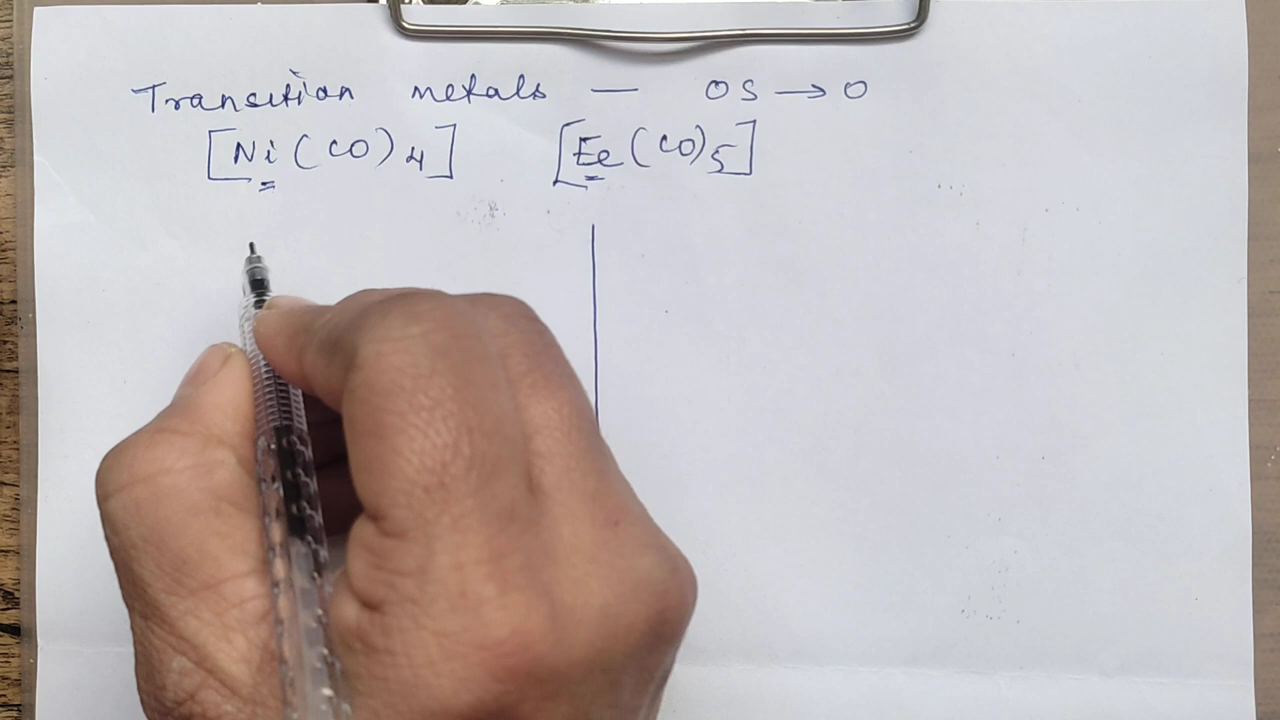 Transition metals — OS → 0
[Ni(CO)4] [Fe(CO)5]